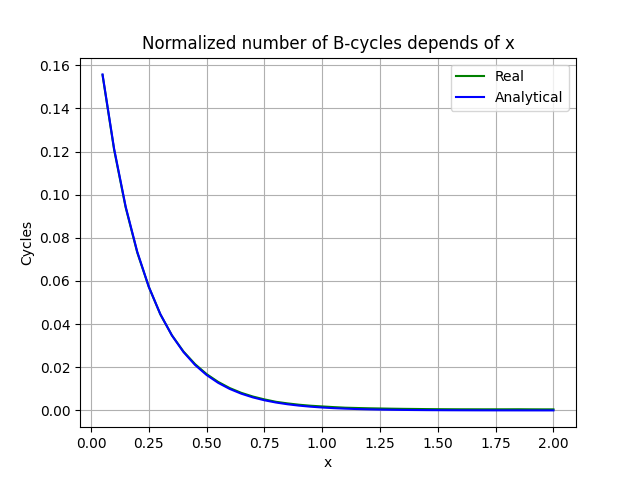 Normalized number of B-cycles depends of x
Real
Analytical
Cycles
0.16
0.14
0.12
0.10
0.08
0.06
0.04
0.02
0.00
0.00 0.25 0.50 0.75 1.00 1.25 1.50 1.75 2.00
x